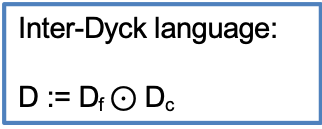 Inter-Dyck language:
D := D_f ⨀ D_c